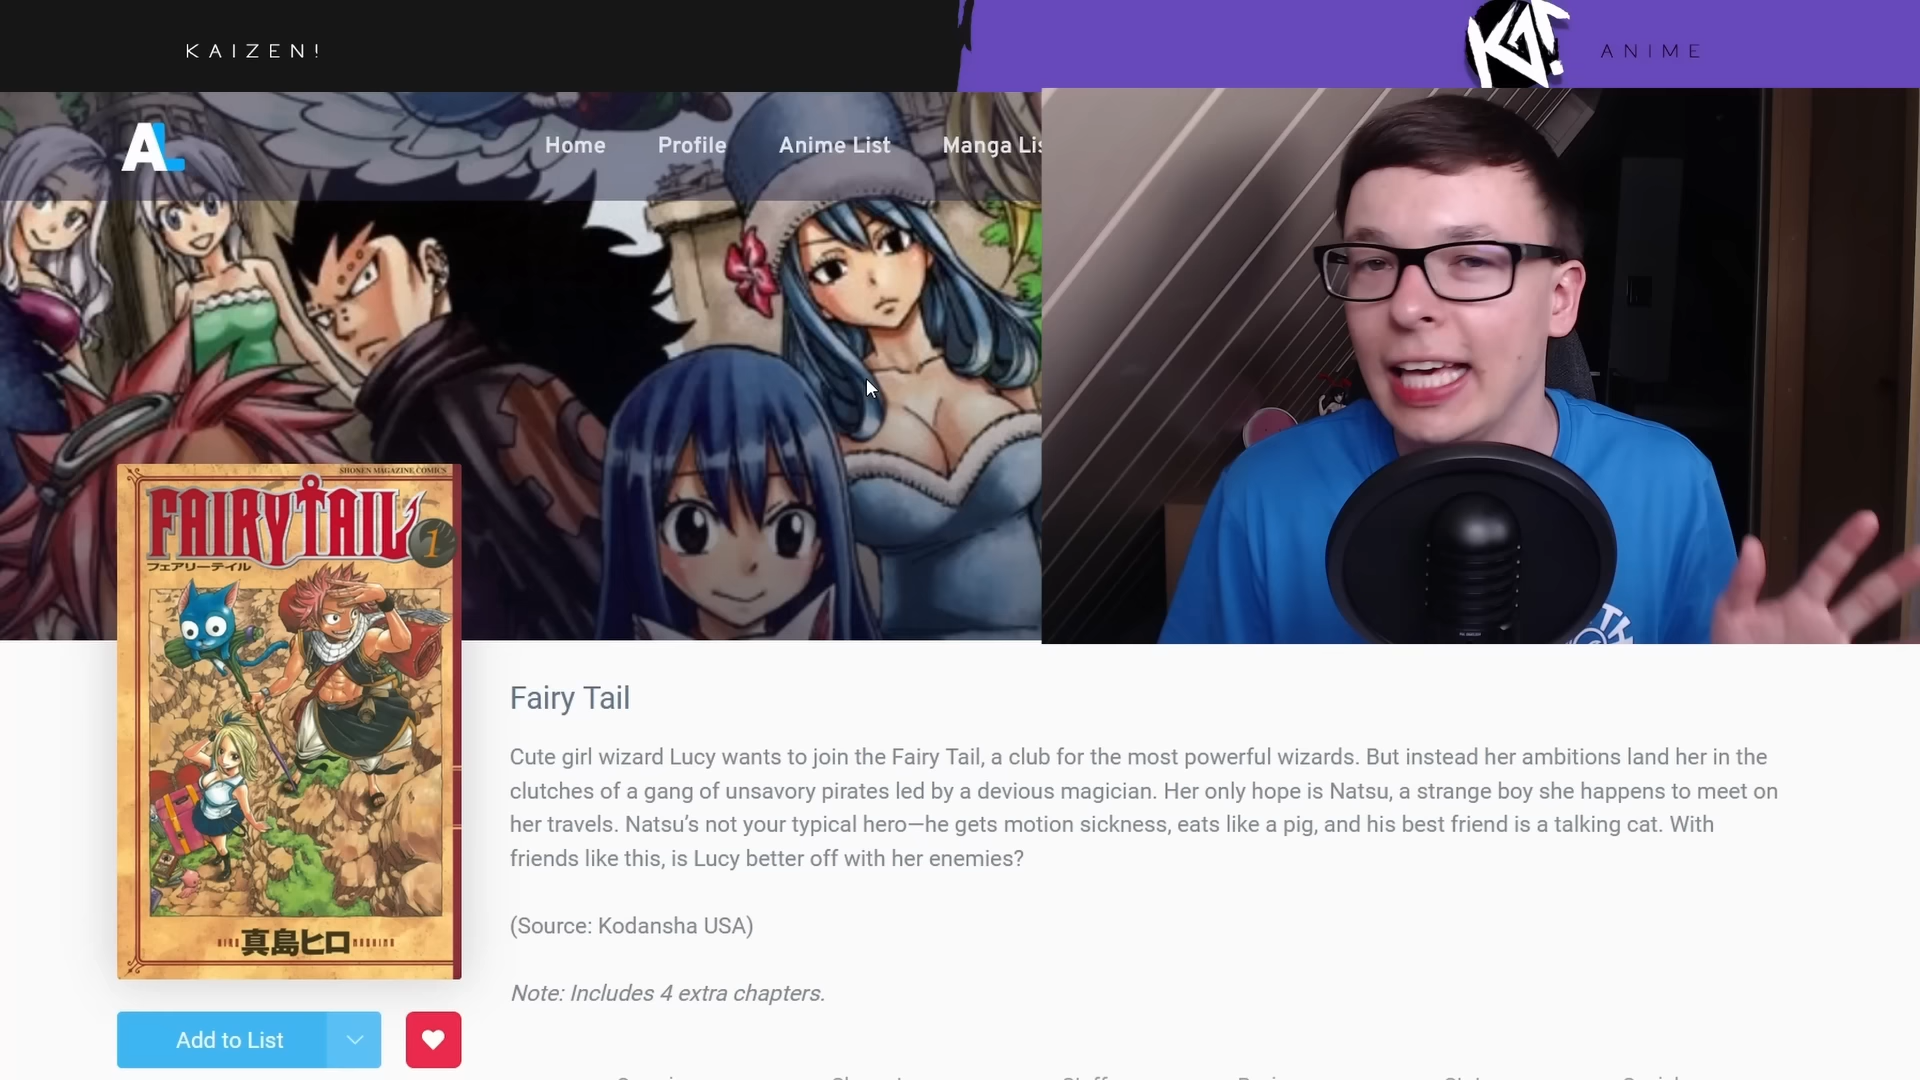 KAIZEN!
KAI!
ANIME
AL
Home
Profile
Anime List
Manga Lis
SHONEN MAGAZINE COMICS
FAIRY TAIL
1
フェアリーテイル
HIRO 真島ヒロ MASHIMA
Fairy Tail
Cute girl wizard Lucy wants to join the Fairy Tail, a club for the most powerful wizards. But instead her ambitions land her in the
clutches of a gang of unsavory pirates led by a devious magician. Her only hope is Natsu, a strange boy she happens to meet on
her travels. Natsu’s not your typical hero—he gets motion sickness, eats like a pig, and his best friend is a talking cat. With
friends like this, is Lucy better off with her enemies?
(Source: Kodansha USA)
Note: Includes 4 extra chapters.
Add to List